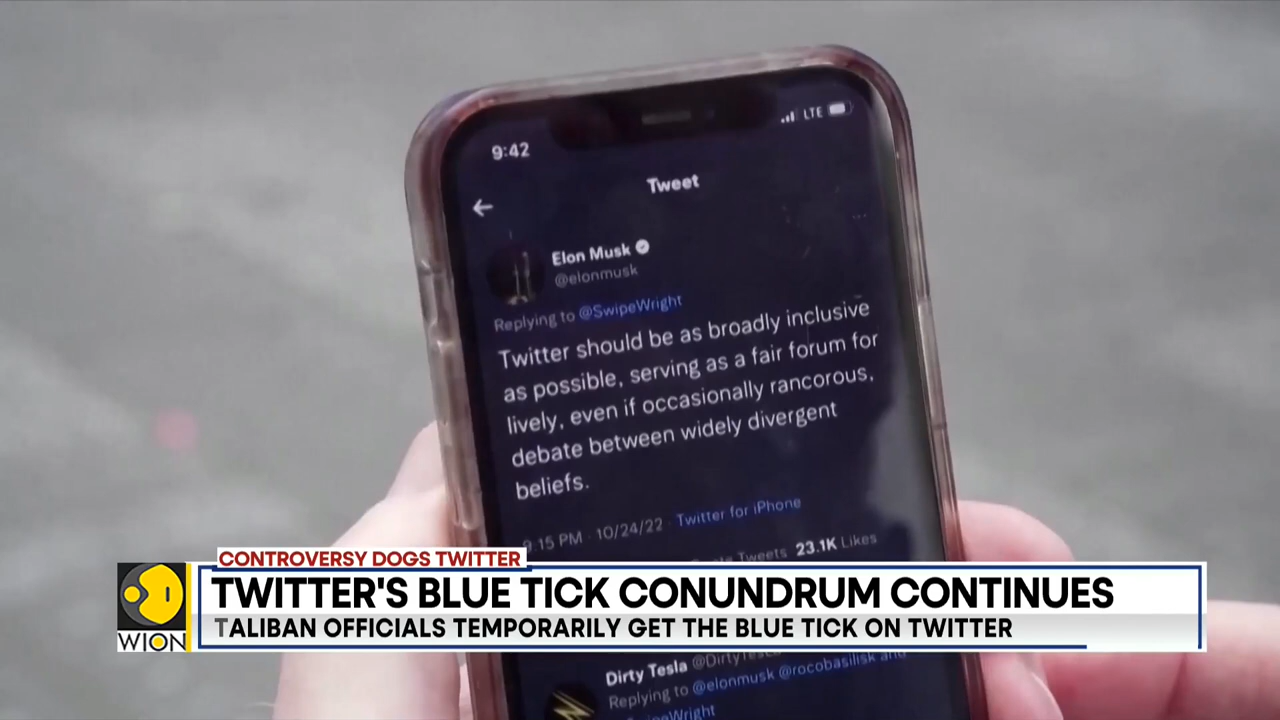 9:42
LTE
Tweet
Elon Musk
@elonmusk
Replying to @SwipeWright
Twitter should be as broadly inclusive
as possible, serving as a fair forum for
lively, even if occasionally rancorous,
debate between widely divergent
beliefs.
9:15 PM · 10/24/22 · Twitter for iPhone
Tweets 23.1K Likes
CONTROVERSY DOGS TWITTER
TWITTER'S BLUE TICK CONUNDRUM CONTINUES
TALIBAN OFFICIALS TEMPORARILY GET THE BLUE TICK ON TWITTER
WION
Dirty Tesla
Replying to @elonmusk @rocobasilisk and